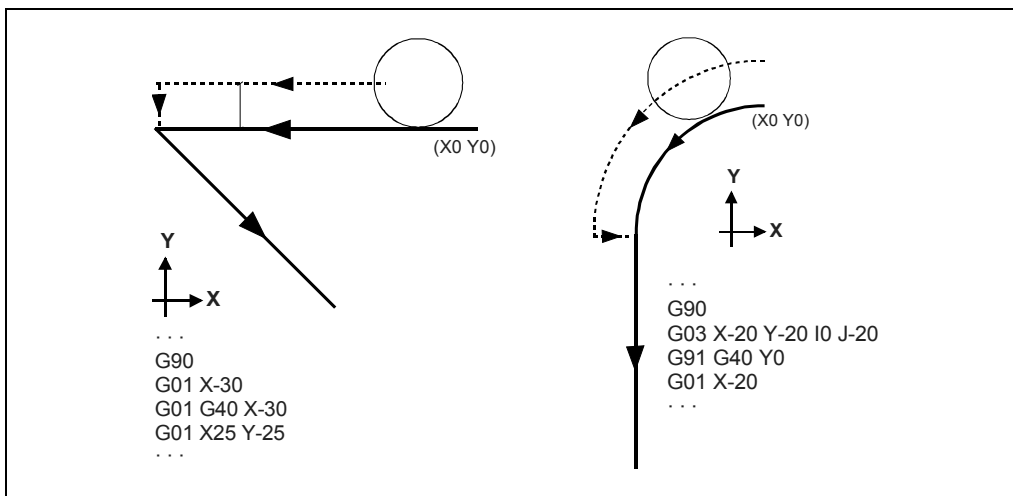 (X0 Y0)
Y
X
. . .
G90
G01 X-30
G01 G40 X-30
G01 X25 Y-25
. . .
(X0 Y0)
Y
X
. . .
G90
G03 X-20 Y-20 I0 J-20
G91 G40 Y0
G01 X-20
. . .